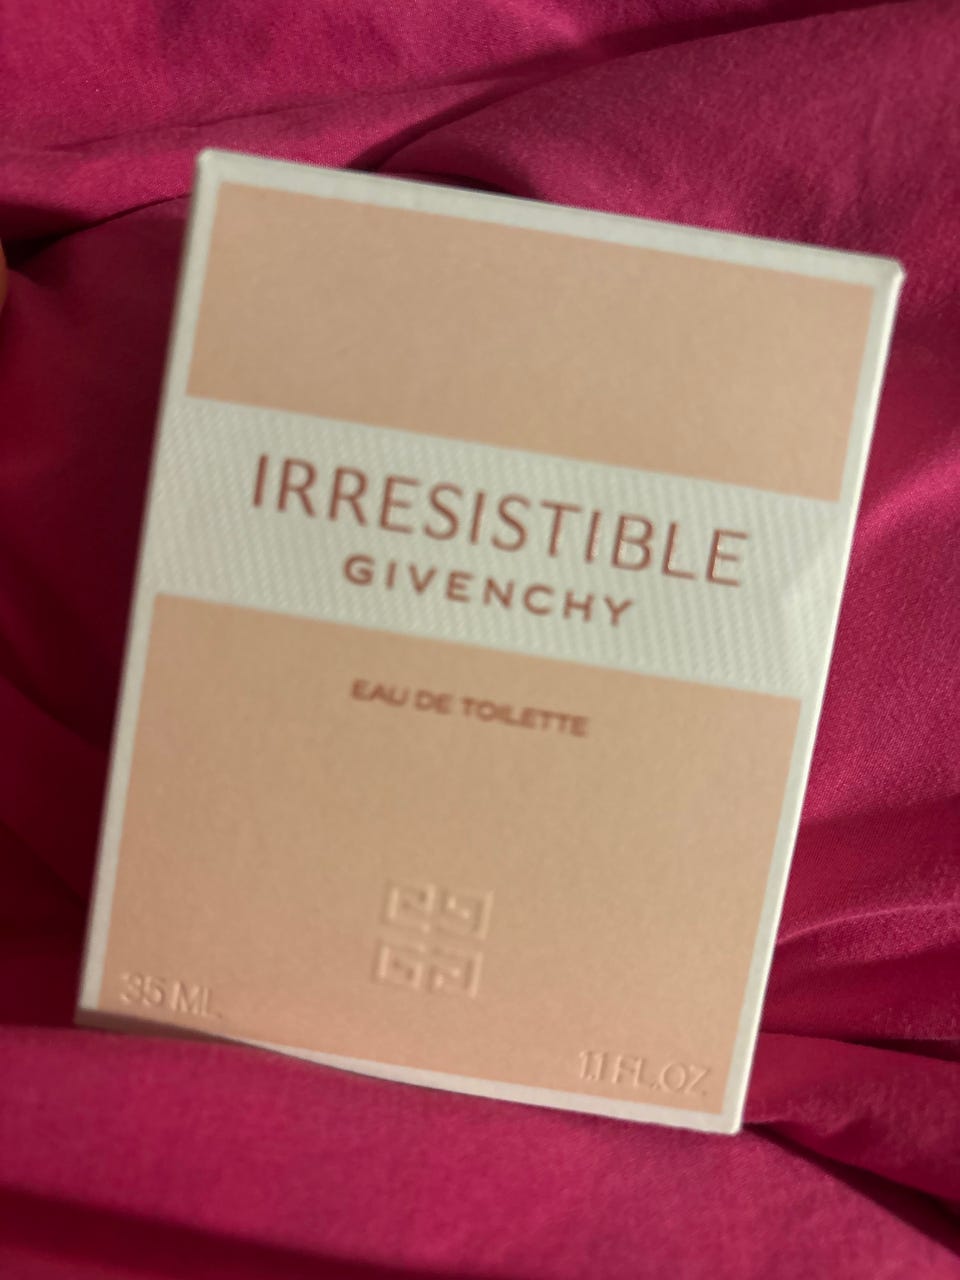 IRRESISTIBLE
GIVENCHY
EAU DE TOILETTE
35 ML
1.1 FL.OZ